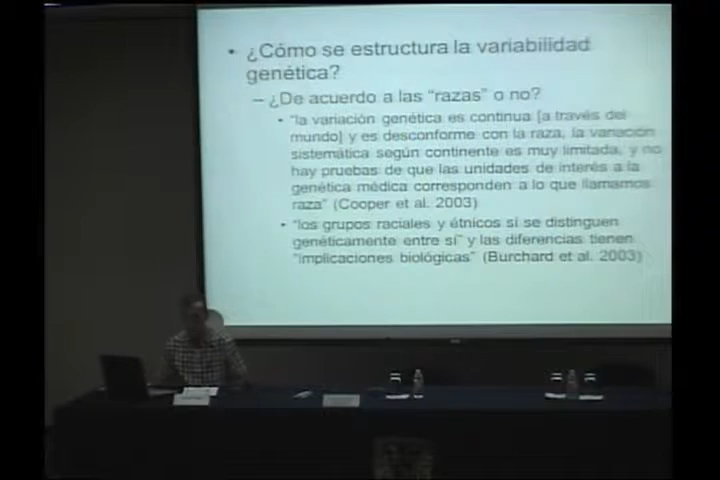 • ¿Cómo se estructura la variabilidad
genética?
– ¿De acuerdo a las “razas” o no?
• “la variación genética es continua [a través del
mundo] y es desconforme con la raza, la variación
sistemática según continente es muy limitada, y no
hay pruebas de que las unidades de interés a la
genética médica corresponden a lo que llamamos
raza” (Cooper et al. 2003)
• “los grupos raciales y étnicos sí se distinguen
genéticamente entre sí” y las diferencias tienen
“implicaciones biológicas” (Burchard et al. 2003)